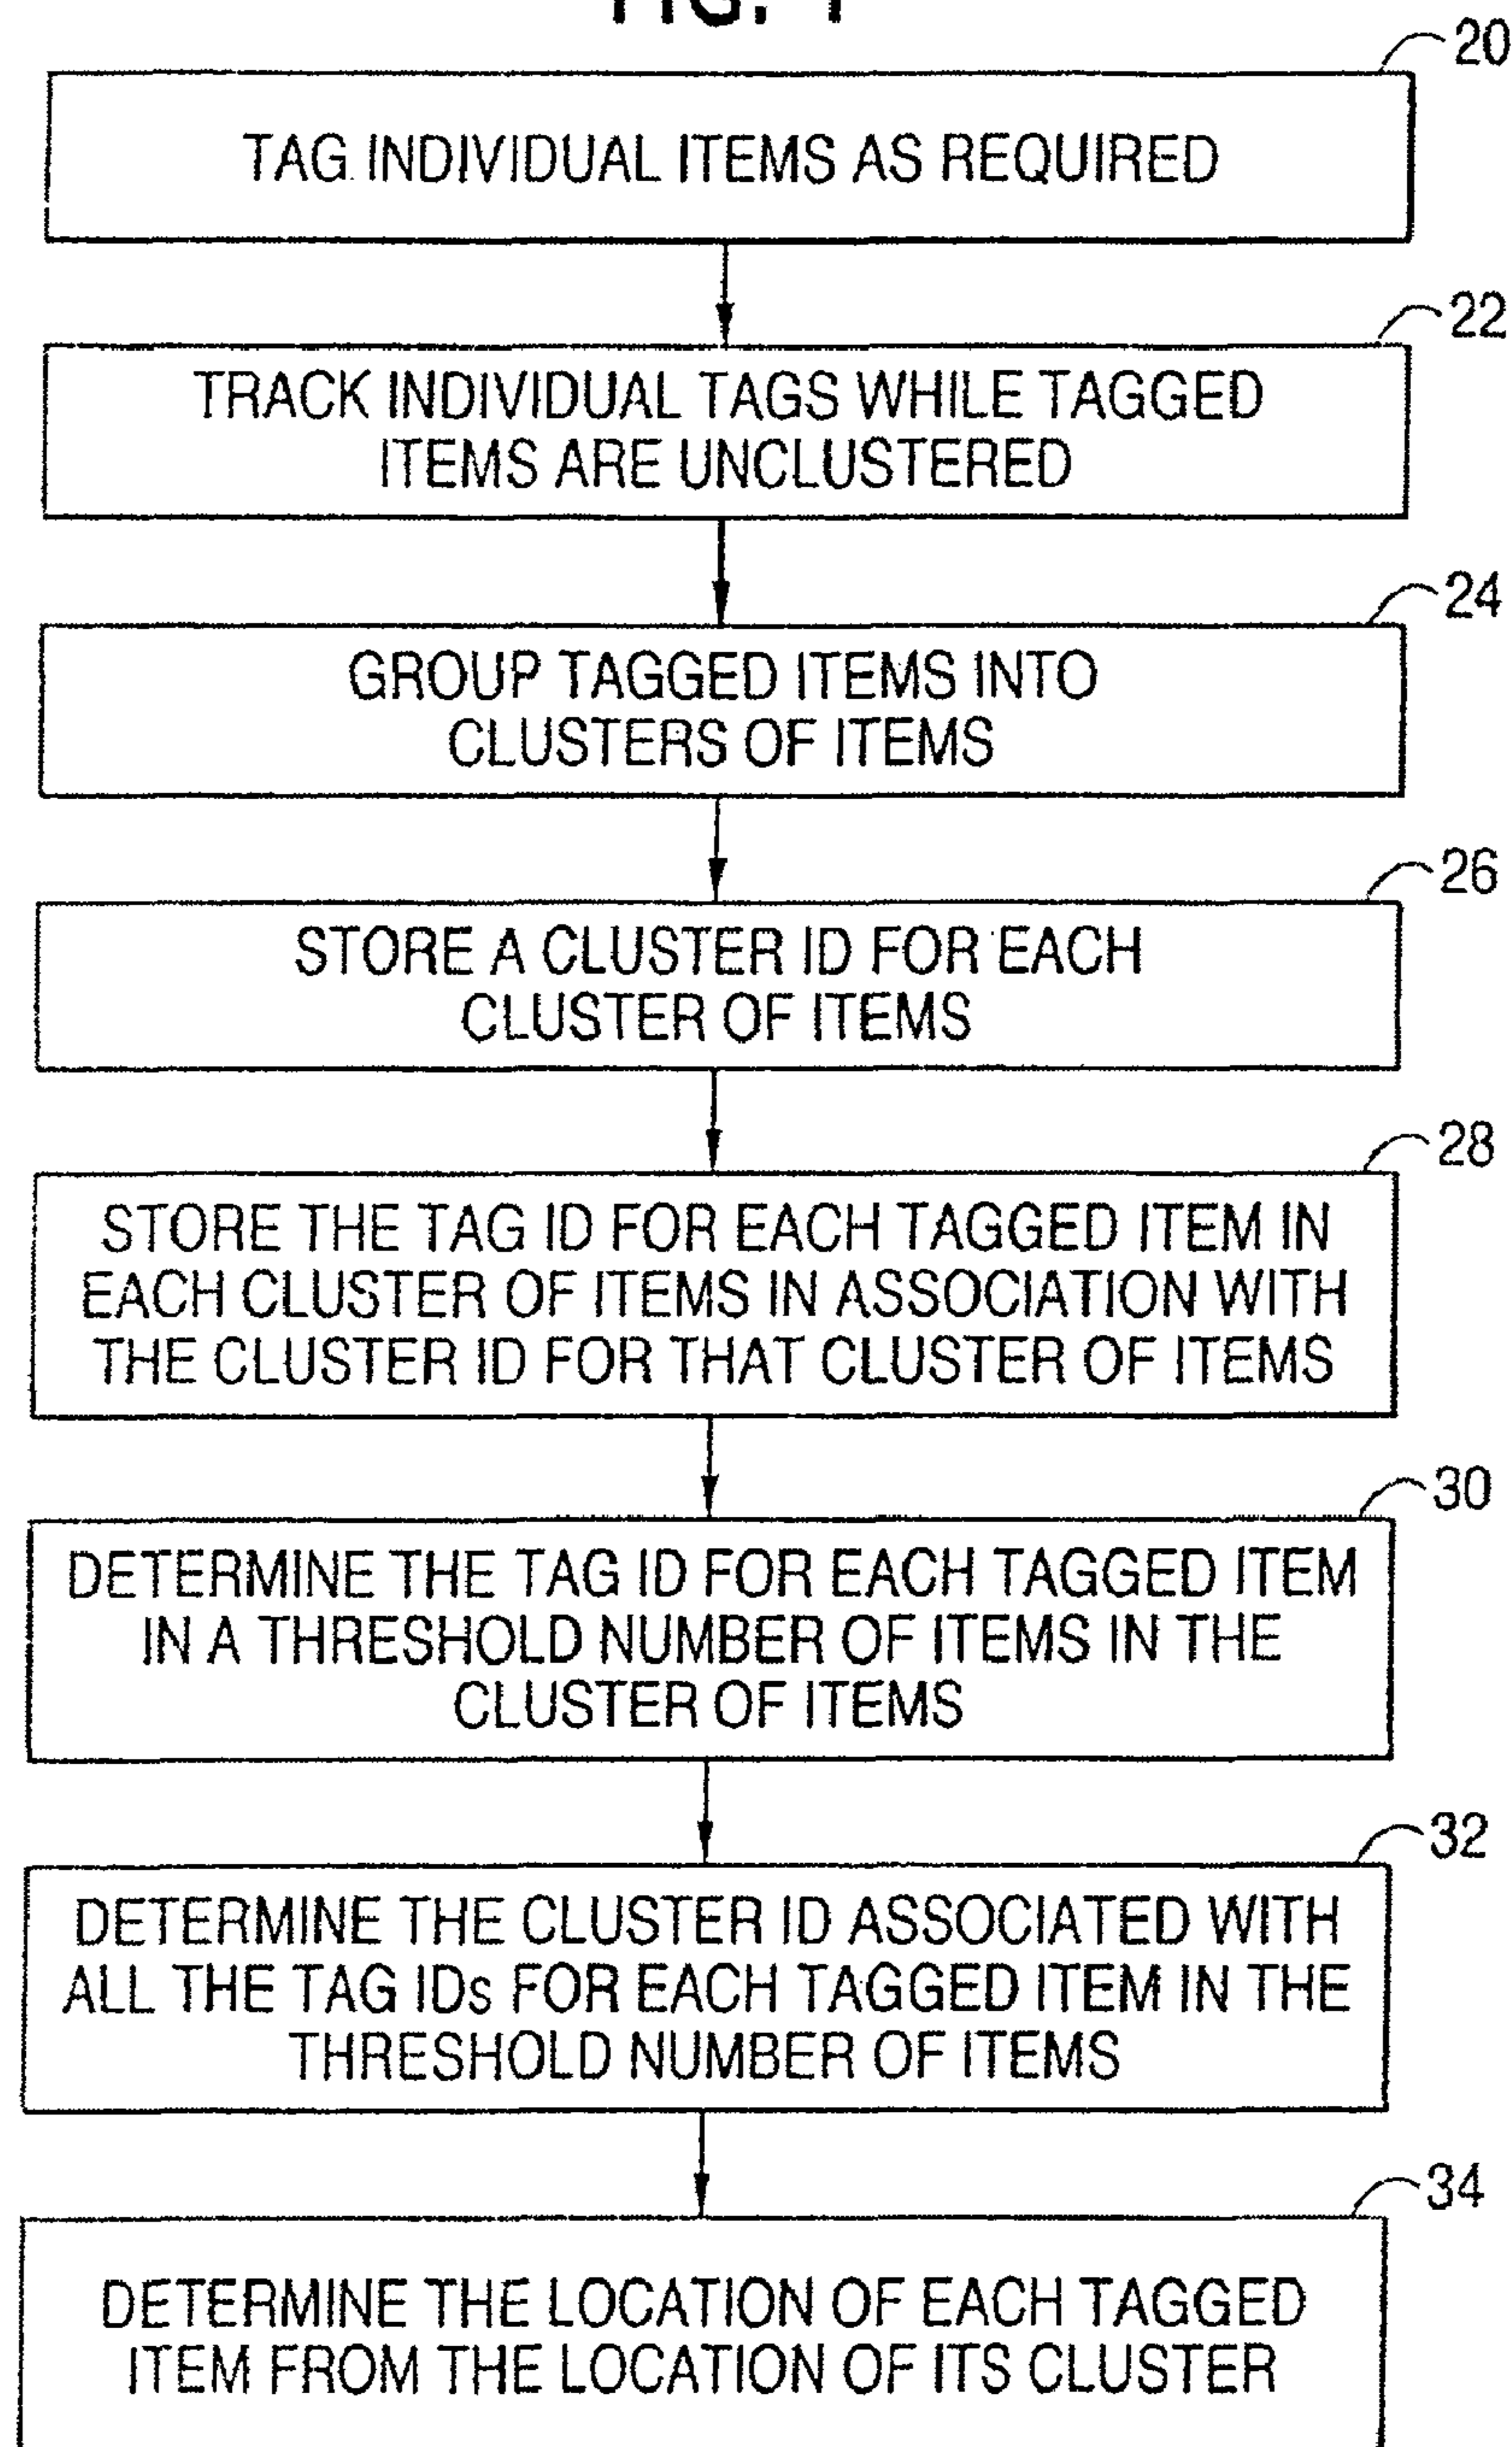 FIG. 1
20
TAG INDIVIDUAL ITEMS AS REQUIRED
22
TRACK INDIVIDUAL TAGS WHILE TAGGED
ITEMS ARE UNCLUSTERED
24
GROUP TAGGED ITEMS INTO
CLUSTERS OF ITEMS
26
STORE A CLUSTER ID FOR EACH
CLUSTER OF ITEMS
28
STORE THE TAG ID FOR EACH TAGGED ITEM IN
EACH CLUSTER OF ITEMS IN ASSOCIATION WITH
THE CLUSTER ID FOR THAT CLUSTER OF ITEMS
30
DETERMINE THE TAG ID FOR EACH TAGGED ITEM
IN A THRESHOLD NUMBER OF ITEMS IN THE
CLUSTER OF ITEMS
32
DETERMINE THE CLUSTER ID ASSOCIATED WITH
ALL THE TAG IDs FOR EACH TAGGED ITEM IN THE
THRESHOLD NUMBER OF ITEMS
34
DETERMINE THE LOCATION OF EACH TAGGED
ITEM FROM THE LOCATION OF ITS CLUSTER